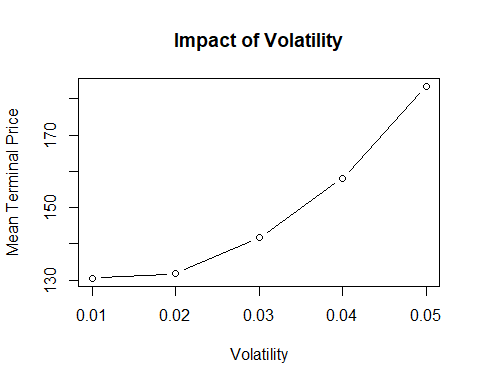 Impact of Volatility
Mean Terminal Price
170
150
130
0.01 0.02 0.03 0.04 0.05
Volatility